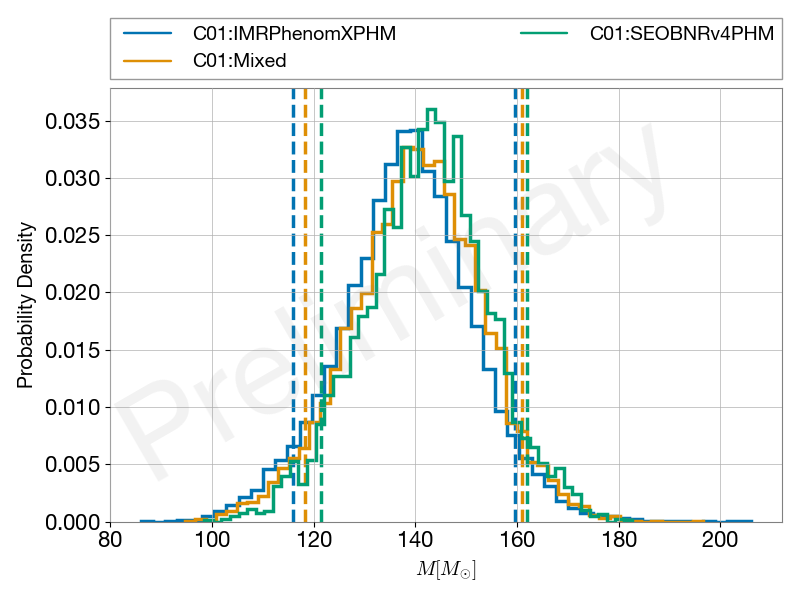 C01:IMRPhenomXPHM C01:SEOBNRv4PHM
C01:Mixed
0.035
0.030
0.025
0.020
0.015
0.010
0.005
0.000
Probability Density
Preliminary
80 100 120 140 160 180 200
M[M☉]